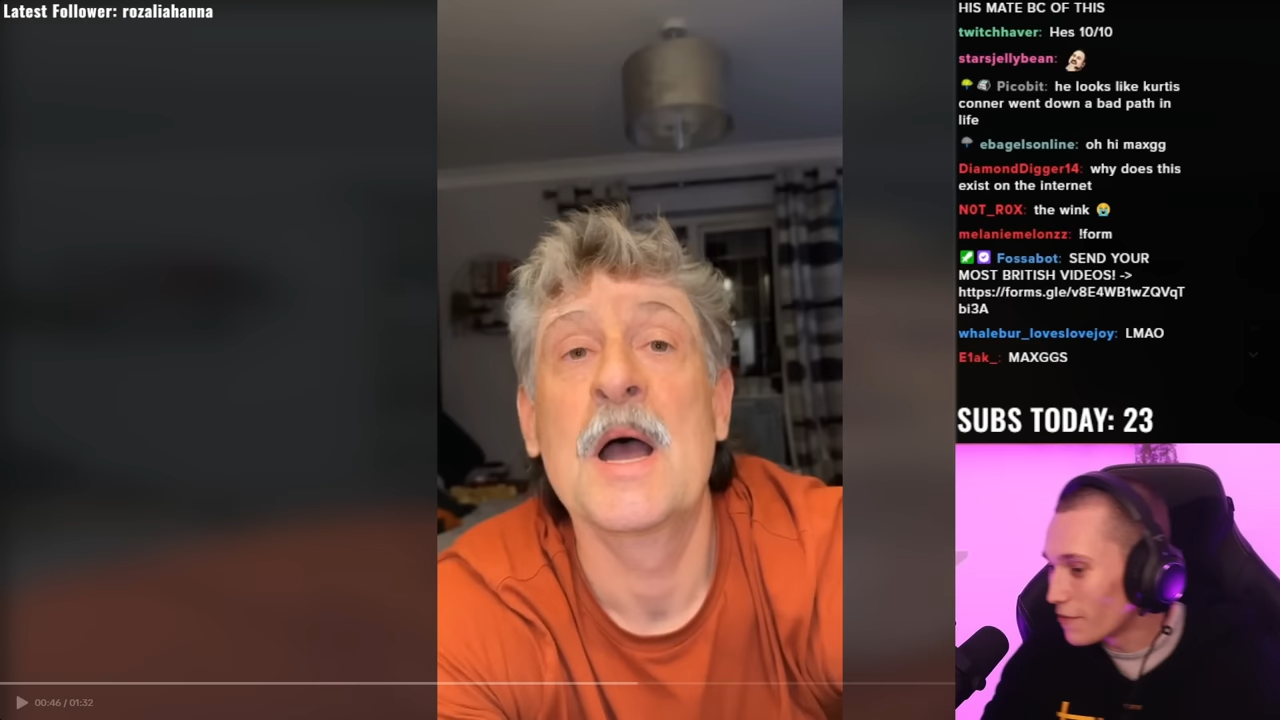 Latest Follower: rozaliahanna
HIS MATE BC OF THIS
twitchhaver: Hes 10/10
starsjellybean:
Picobit: he looks like kurtis
conner went down a bad path in
life
ebagelsonline: oh hi maxgg
DiamondDigger14: why does this
exist on the internet
N0T_R0X: the wink 😭
melaniemelonzz: !form
Fossabot: SEND YOUR
MOST BRITISH VIDEOS! ->
https://forms.gle/v8E4WB1wZQVqT
bi3A
whalebur_loveslovejoy: LMAO
E1ak_: MAXGGS
SUBS TODAY: 23
00:46 / 01:32